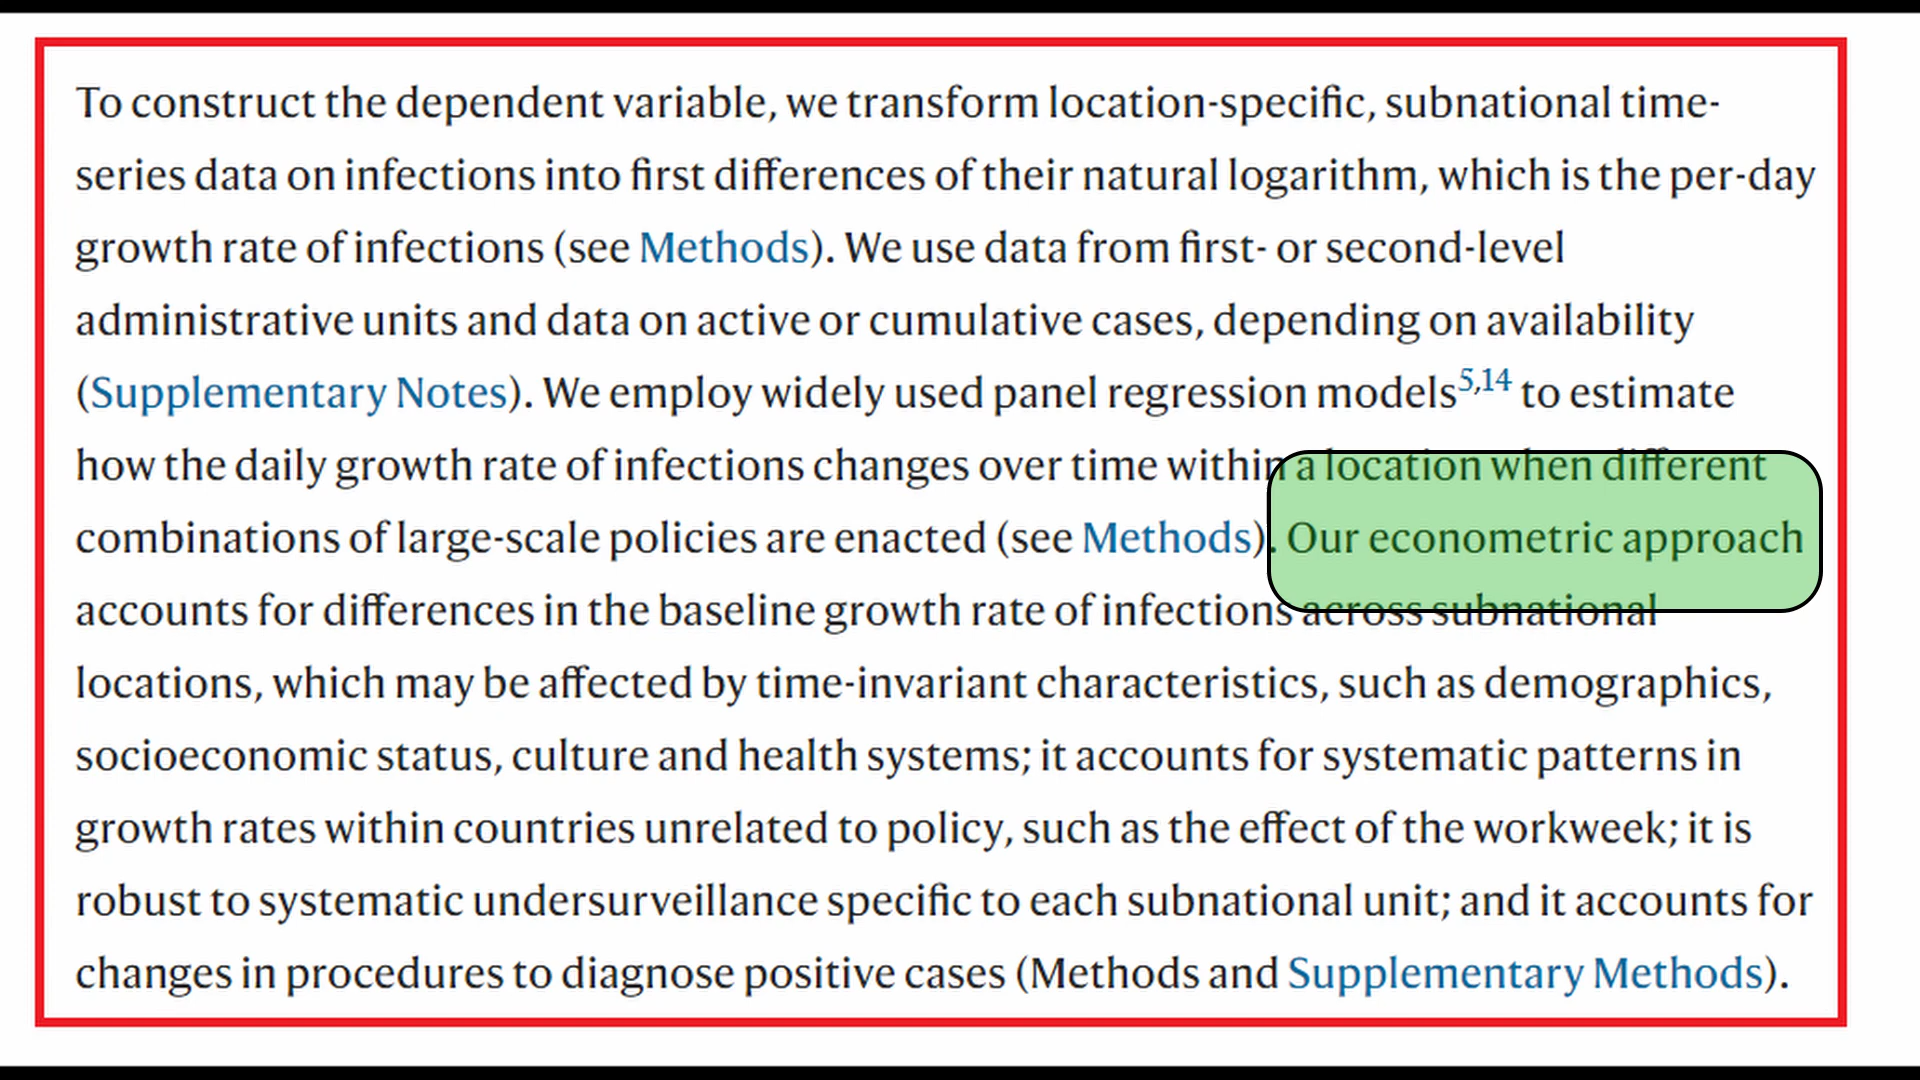 To construct the dependent variable, we transform location-specific, subnational time-
series data on infections into first differences of their natural logarithm, which is the per-day
growth rate of infections (see Methods). We use data from first- or second-level
administrative units and data on active or cumulative cases, depending on availability
(Supplementary Notes). We employ widely used panel regression models5,14 to estimate
how the daily growth rate of infections changes over time within a location when different
combinations of large-scale policies are enacted (see Methods). Our econometric approach
accounts for differences in the baseline growth rate of infections across subnational
locations, which may be affected by time-invariant characteristics, such as demographics,
socioeconomic status, culture and health systems; it accounts for systematic patterns in
growth rates within countries unrelated to policy, such as the effect of the workweek; it is
robust to systematic undersurveillance specific to each subnational unit; and it accounts for
changes in procedures to diagnose positive cases (Methods and Supplementary Methods).